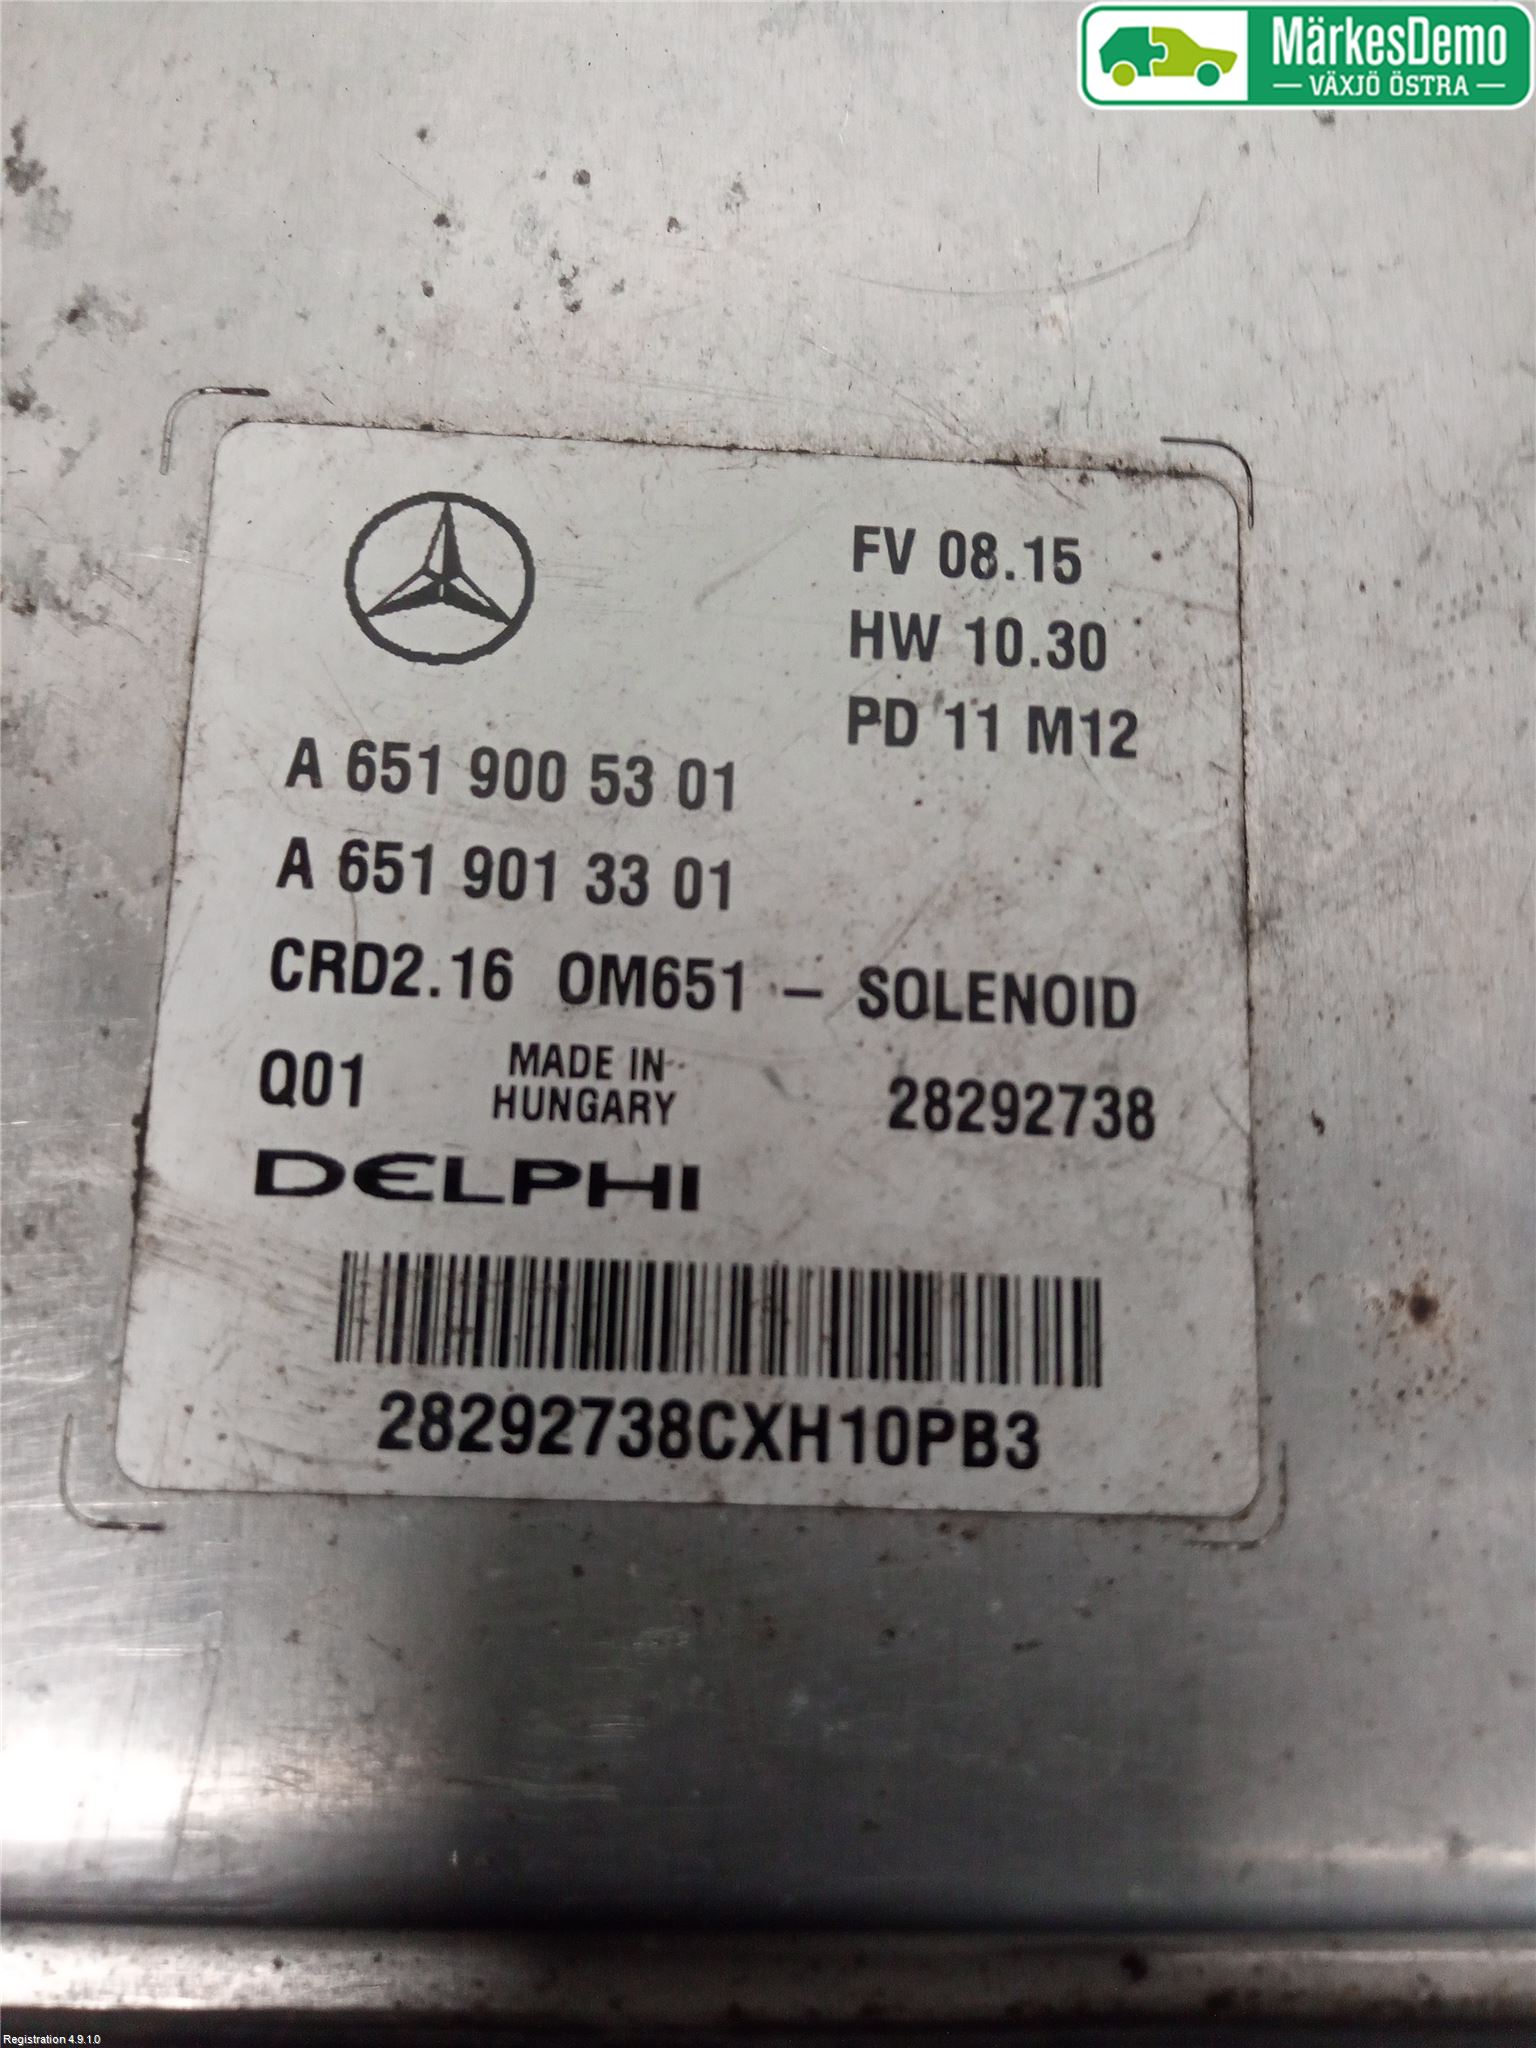 MärkesDemo
VÄXJÖ ÖSTRA
FV 08.15
HW 10.30
PD 11 M12
A 651 900 53 01
A 651 901 33 01
CRD2.16 OM651 – SOLENOID
Q01 MADE IN HUNGARY 28292738
DELPHI
28292738CXH10PB3
Registration 4.9.1.0